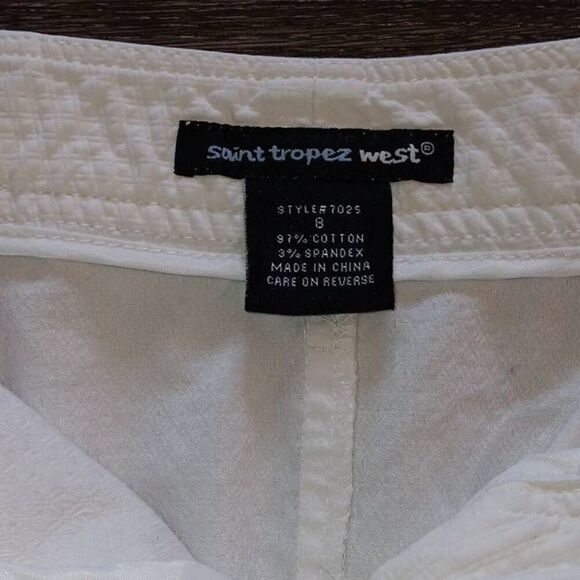 saint tropez west®
STYLE#7025
8
97% COTTON
3% SPANDEX
MADE IN CHINA
CARE ON REVERSE